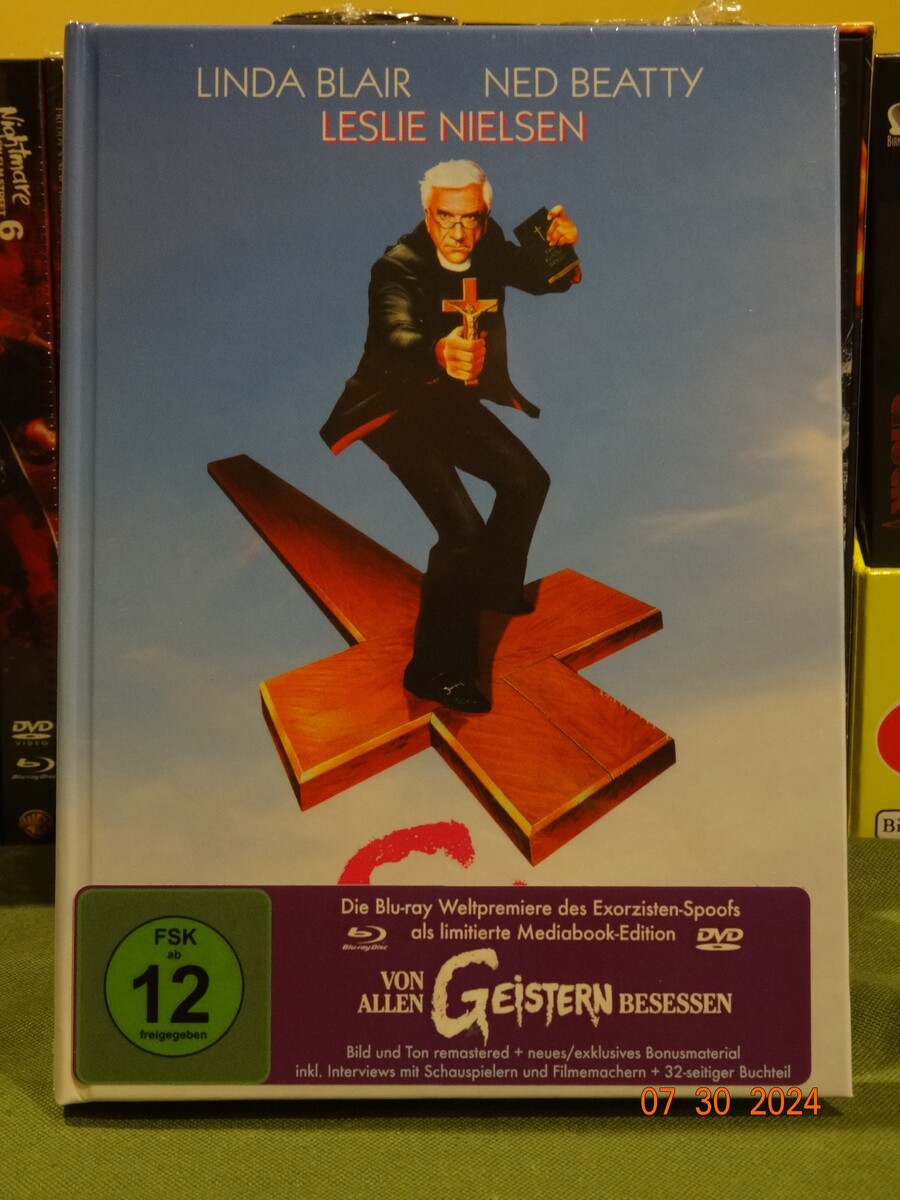 LINDA BLAIR NED BEATTY
LESLIE NIELSEN
Nightmare
6
DVD
VIDEO
Blu-ray Disc
FSK
ab
12
freigegeben
Die Blu-ray Weltpremiere des Exorzisten-Spoofs
Blu-ray Disc als limitierte Mediabook-Edition DVD
VON ALLEN GEISTERN BESESSEN
Bild und Ton remastered + neues/exklusives Bonusmaterial
inkl. Interviews mit Schauspielern und Filmemachern + 32-seitiger Buchteil
07 30 2024